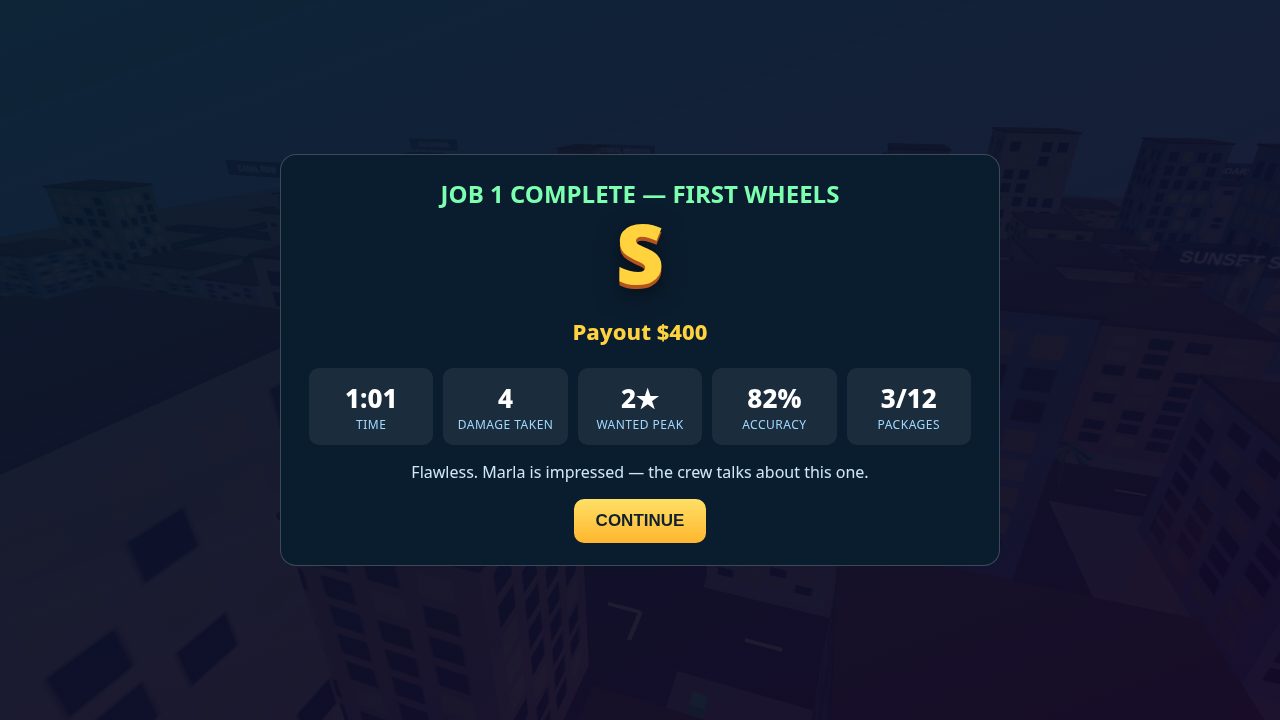 JOB 1 COMPLETE — FIRST WHEELS
S
Payout $400
1:01
TIME
4
DAMAGE TAKEN
2★
WANTED PEAK
82%
ACCURACY
3/12
PACKAGES
Flawless. Marla is impressed — the crew talks about this one.
CONTINUE
SUNSET S